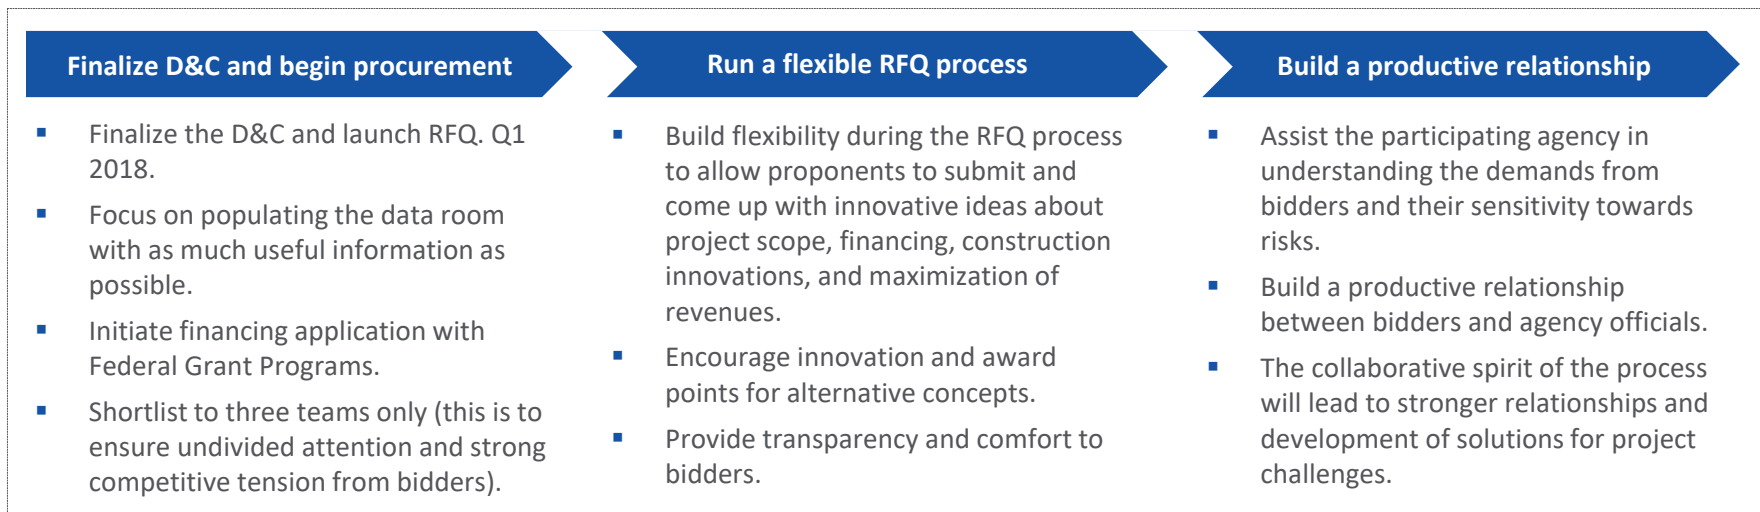 Finalize D&C and begin procurement
▪ Finalize the D&C and launch RFQ. Q1
2018.
▪ Focus on populating the data room
with as much useful information as
possible.
▪ Initiate financing application with
Federal Grant Programs.
▪ Shortlist to three teams only (this is to
ensure undivided attention and strong
competitive tension from bidders).
Run a flexible RFQ process
▪ Build flexibility during the RFQ process
to allow proponents to submit and
come up with innovative ideas about
project scope, financing, construction
innovations, and maximization of
revenues.
▪ Encourage innovation and award
points for alternative concepts.
▪ Provide transparency and comfort to
bidders.
Build a productive relationship
▪ Assist the participating agency in
understanding the demands from
bidders and their sensitivity towards
risks.
▪ Build a productive relationship
between bidders and agency officials.
▪ The collaborative spirit of the process
will lead to stronger relationships and
development of solutions for project
challenges.